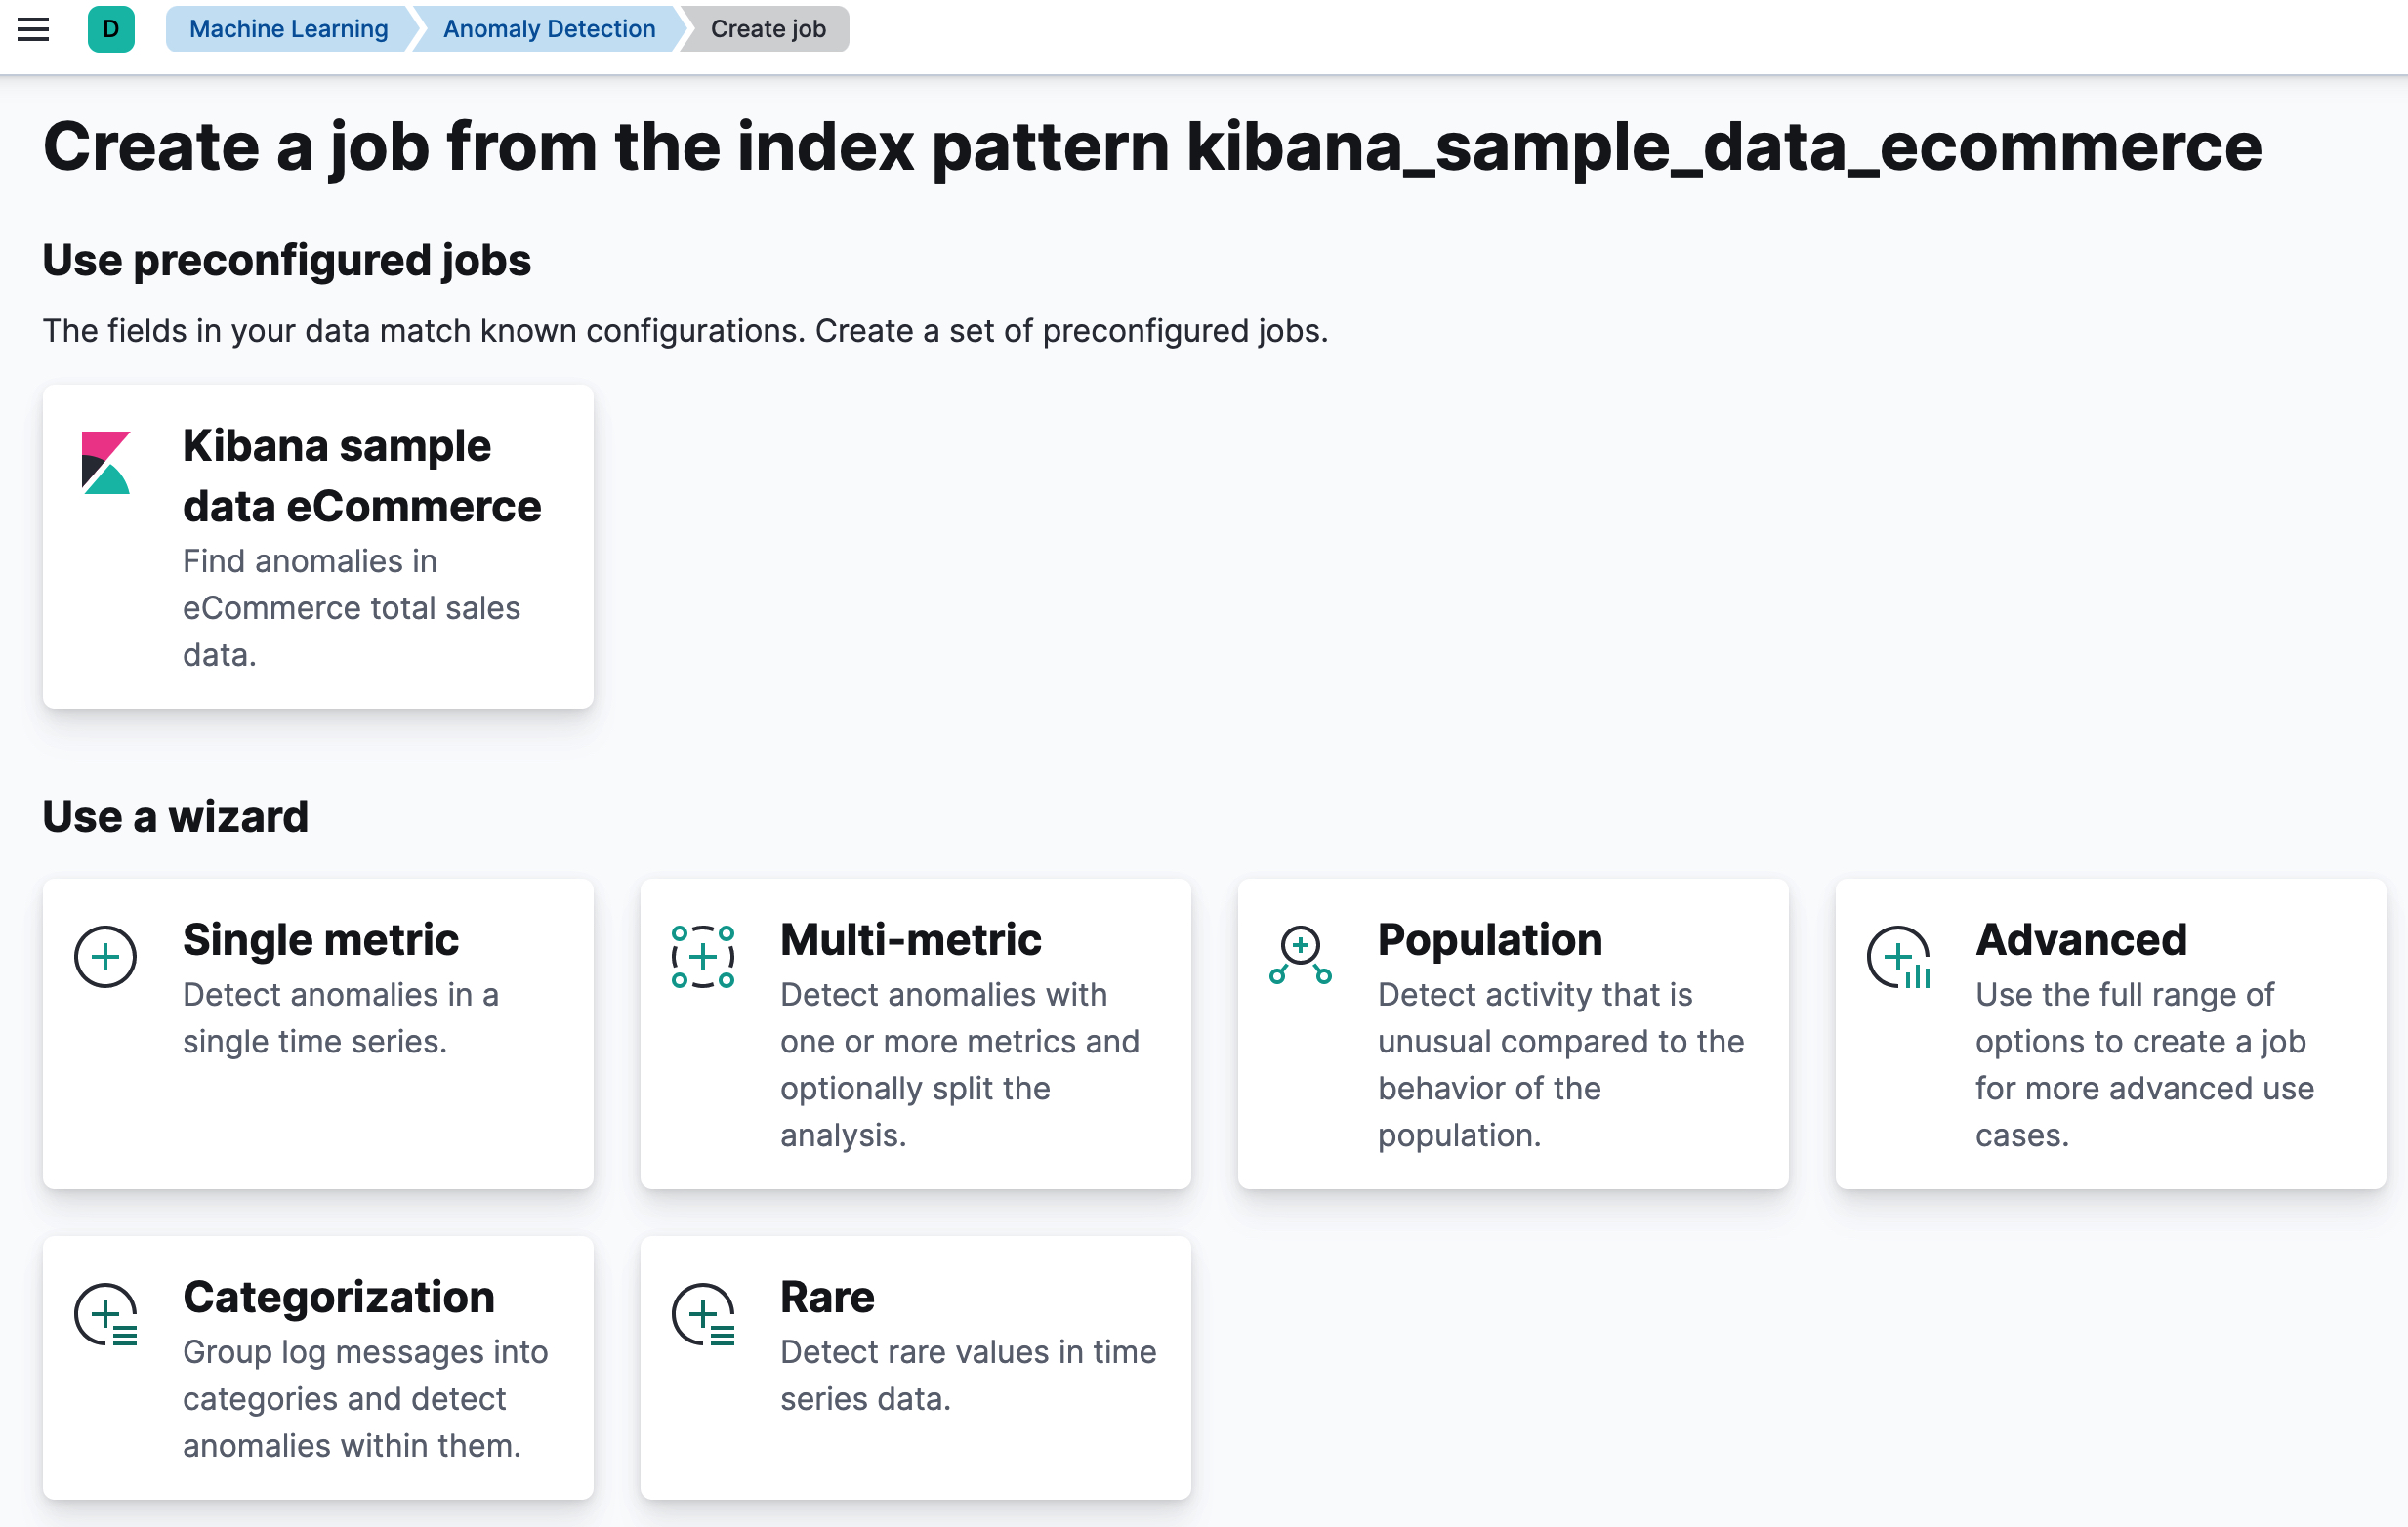 D
Machine Learning
Anomaly Detection
Create job
Create a job from the index pattern kibana_sample_data_ecommerce
Use preconfigured jobs
The fields in your data match known configurations. Create a set of preconfigured jobs.
Kibana sample
data eCommerce
Find anomalies in
eCommerce total sales
data.
Use a wizard
Single metric
Detect anomalies in a
single time series.
Multi-metric
Detect anomalies with
one or more metrics and
optionally split the
analysis.
Population
Detect activity that is
unusual compared to the
behavior of the
population.
Advanced
Use the full range of
options to create a job
for more advanced use
cases.
Categorization
Group log messages into
categories and detect
anomalies within them.
Rare
Detect rare values in time
series data.